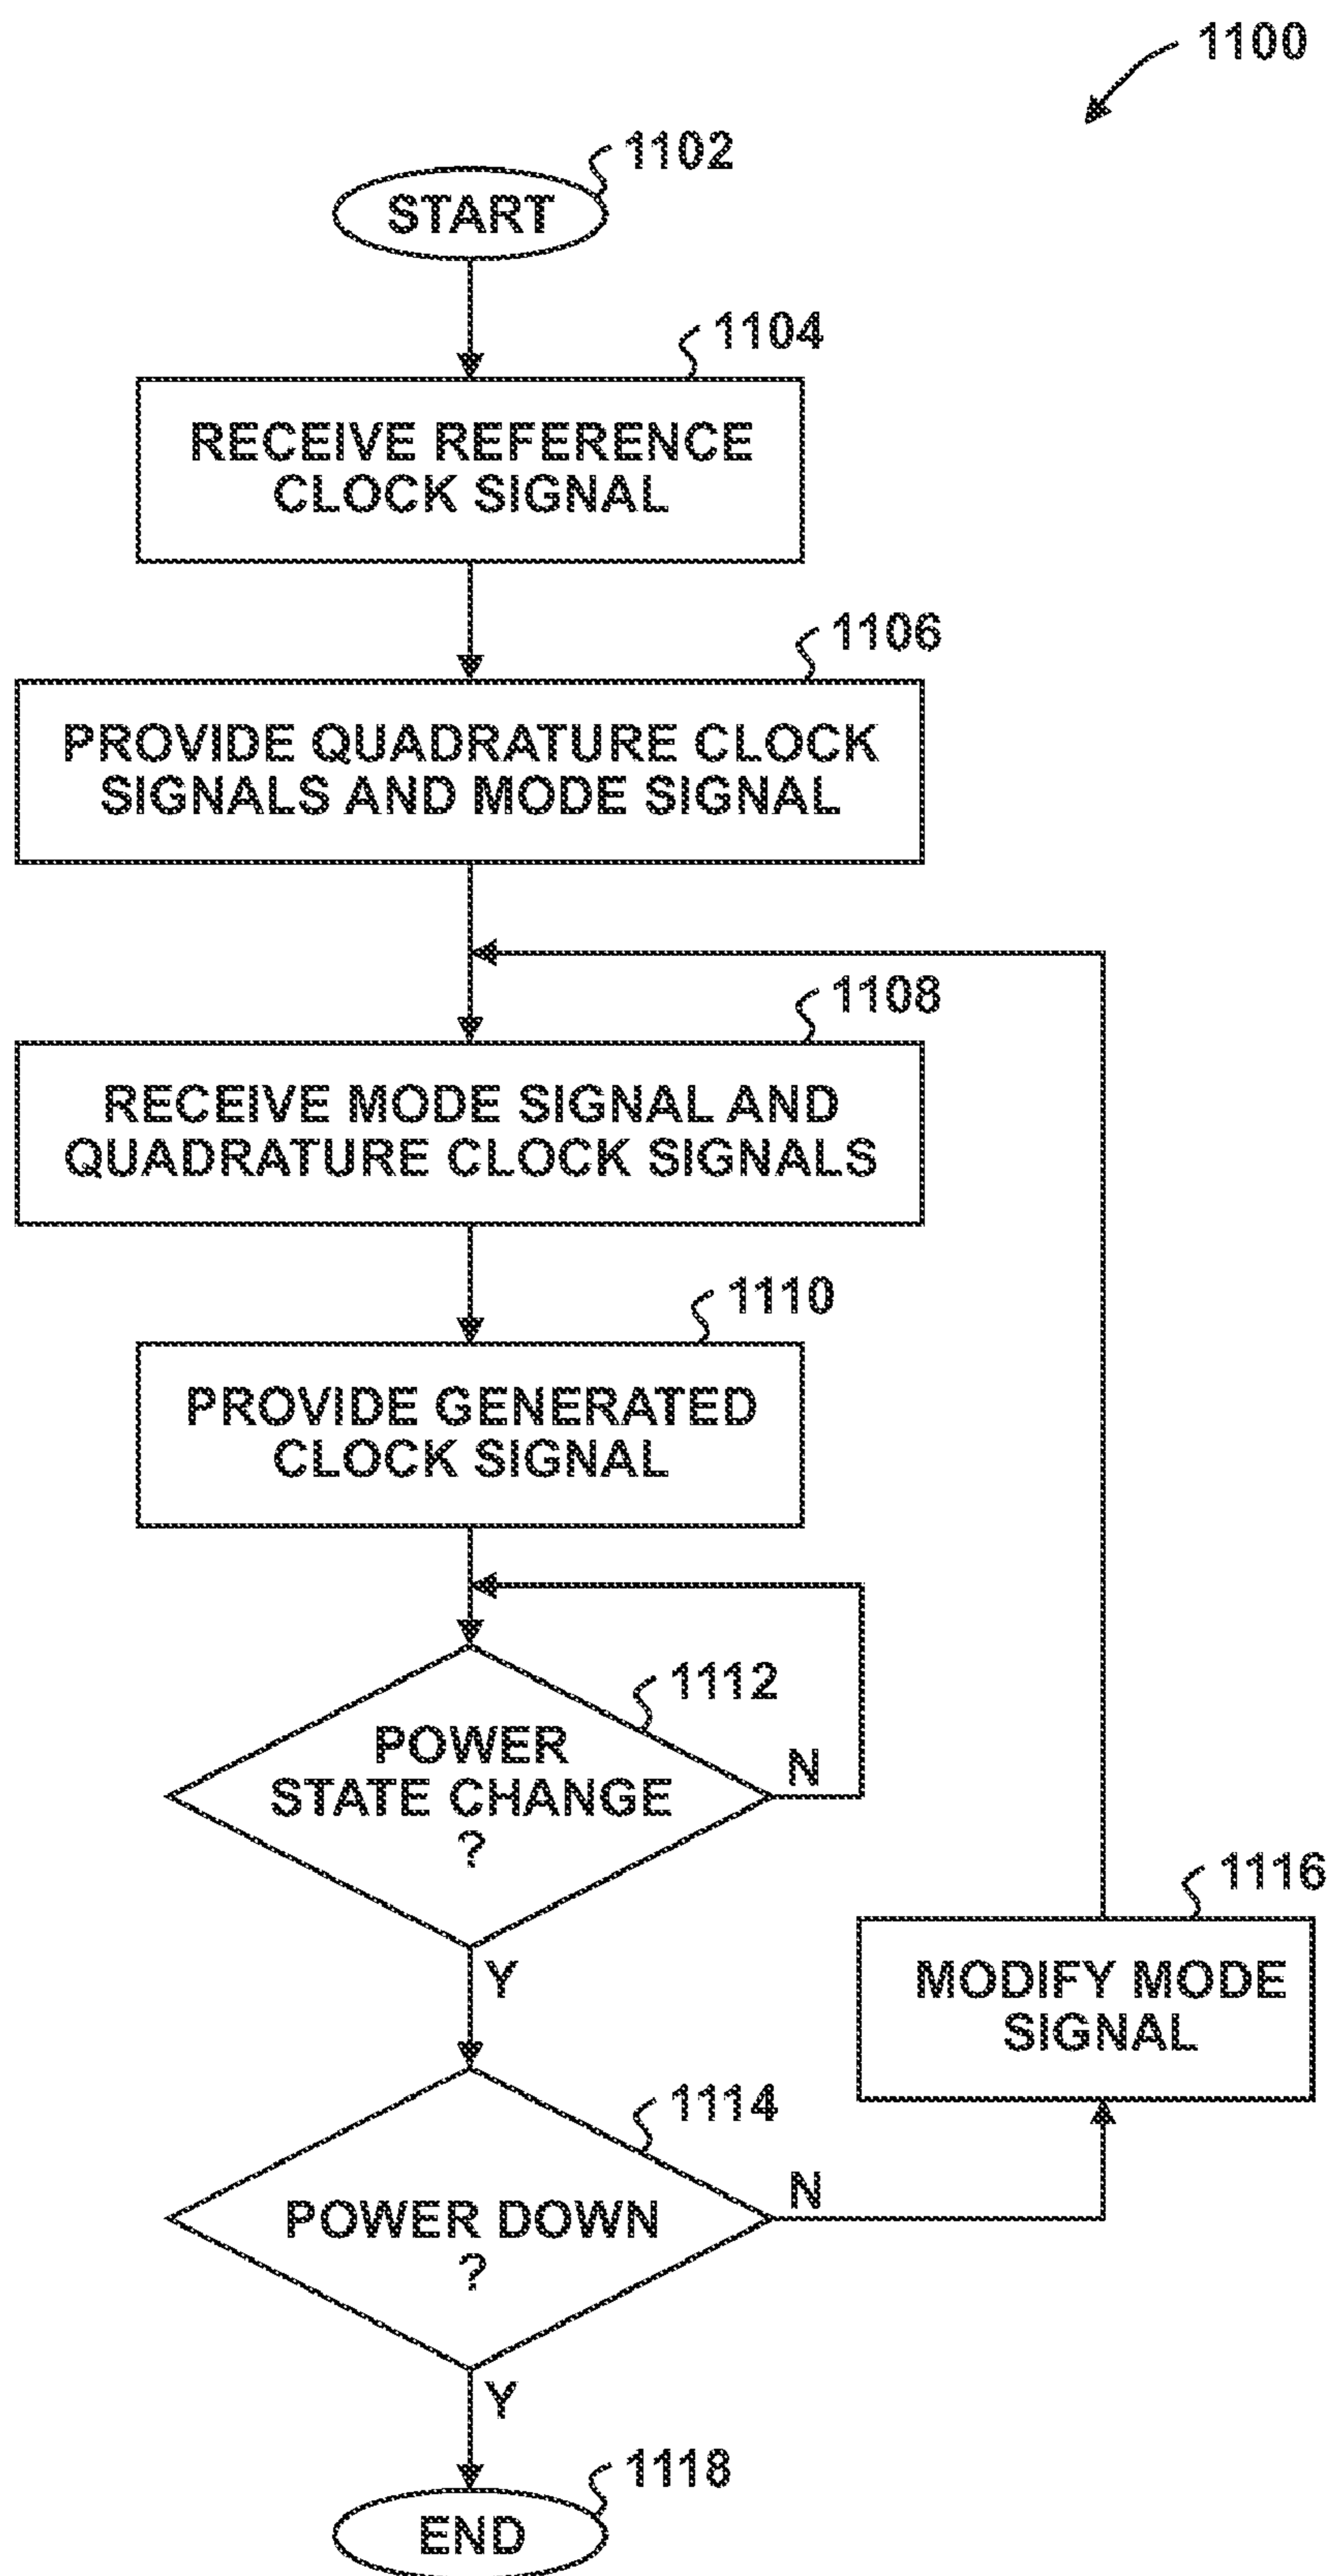 1100
1102
START
1104
RECEIVE REFERENCE
CLOCK SIGNAL
1106
PROVIDE QUADRATURE CLOCK
SIGNALS AND MODE SIGNAL
1108
RECEIVE MODE SIGNAL AND
QUADRATURE CLOCK SIGNALS
1110
PROVIDE GENERATED
CLOCK SIGNAL
1112
POWER
STATE CHANGE
?
N
Y
1116
MODIFY MODE
SIGNAL
1114
POWER DOWN
?
N
Y
1118
END